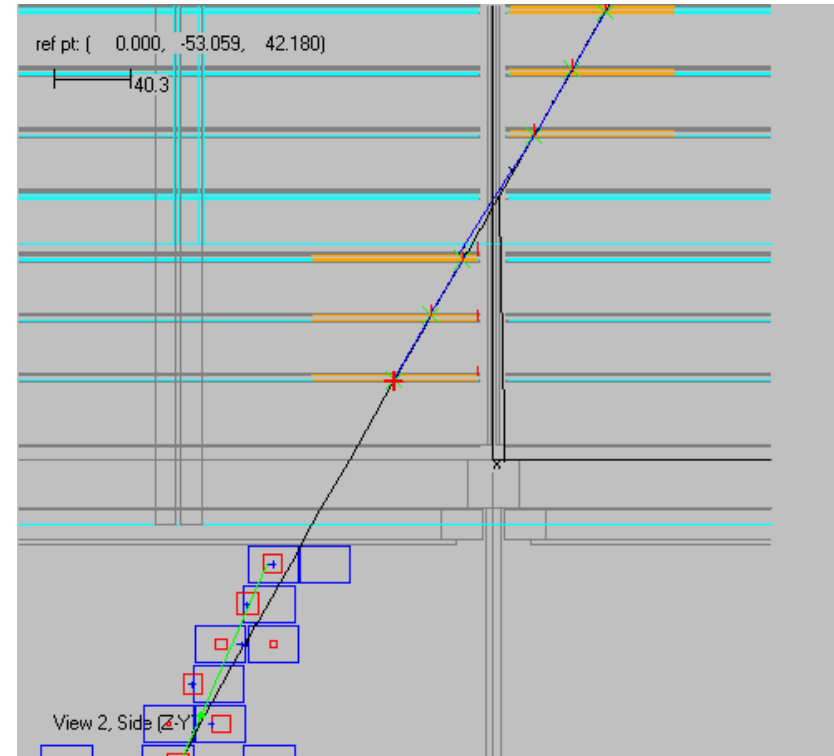 ref pt: (    0.000,   -53.059,    42.180)
40.3
x
View 2, Side (Z-Y)